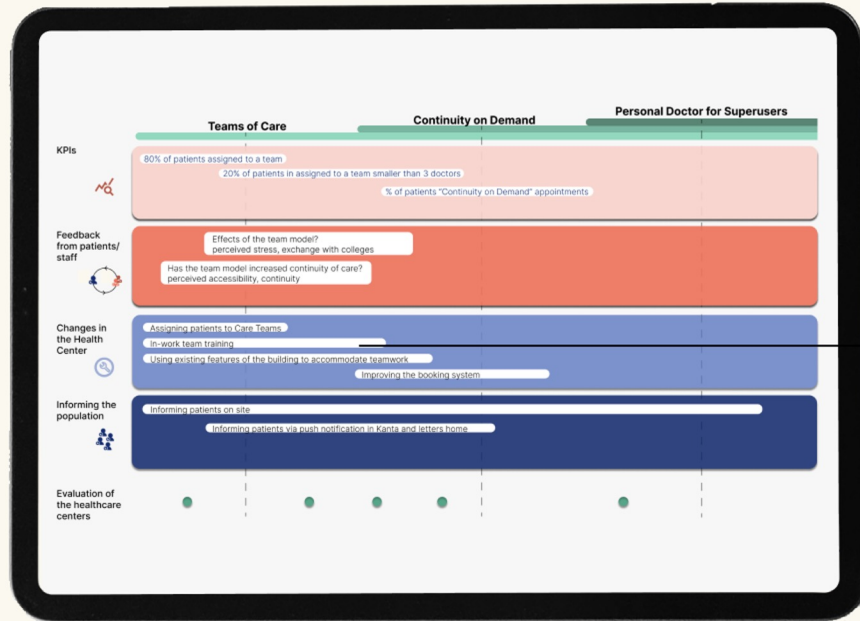 Teams of Care
Continuity on Demand
Personal Doctor for Superusers
KPIs
80% of patients assigned to a team
20% of patients in assigned to a team smaller than 3 doctors
% of patients "Continuity on Demand" appointments
Feedback
from patients/
staff
Effects of the team model?
perceived stress, exchange with colleges
Has the team model increased continuity of care?
perceived accessibility, continuity
Changes in
the Health
Center
Assigning patients to Care Teams
In-work team training
Using existing features of the building to accommodate teamwork
Improving the booking system
Informing the
population
Informing patients on site
Informing patients via push notification in Kanta and letters home
Evaluation of
the healthcare
centers